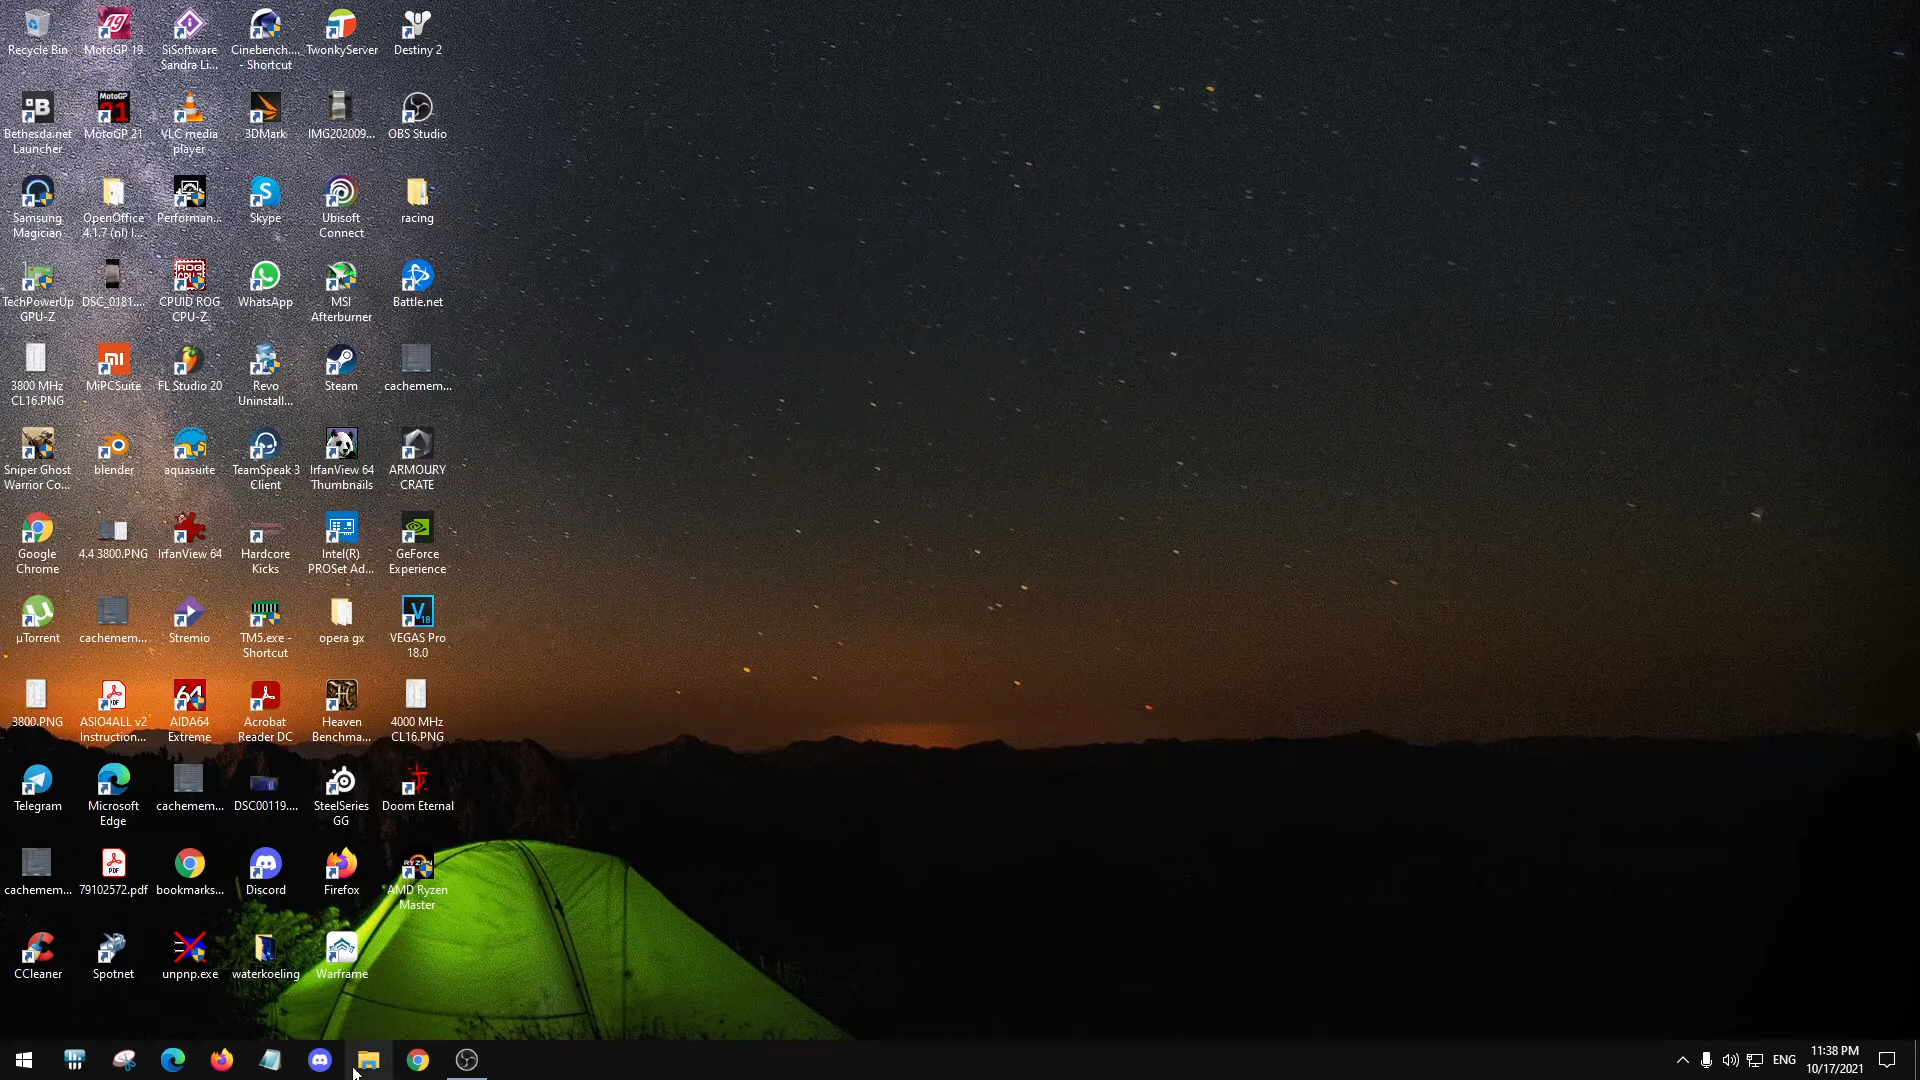 Recycle Bin
MotoGP 19
SiSoftware
Sandra Li...
Cinebench....
- Shortcut
TwonkyServer
Destiny 2
Bethesda.net
Launcher
MotoGP 21
VLC media
player
3DMark
IMG202009...
OBS Studio
Samsung
Magician
OpenOffice
4.1.7 (nl) I...
Performan...
Skype
Ubisoft
Connect
racing
TechPowerUp
GPU-Z
DSC_0181....
CPUID ROG
CPU-Z
WhatsApp
MSI
Afterburner
Battle.net
3800 MHz
CL16.PNG
MiPCSuite
FL Studio 20
Revo
Uninstall...
Steam
cachemem...
Sniper Ghost
Warrior Co...
blender
aquasuite
TeamSpeak 3
Client
IrfanView 64
Thumbnails
ARMOURY
CRATE
Google
Chrome
4.4 3800.PNG
IrfanView 64
Hardcore
Kicks
Intel(R)
PROSet Ad...
GeForce
Experience
µTorrent
cachemem...
Stremio
TM5.exe -
Shortcut
opera gx
VEGAS Pro
18.0
3800.PNG
ASIO4ALL v2
Instruction...
AIDA64
Extreme
Acrobat
Reader DC
Heaven
Benchma...
4000 MHz
CL16.PNG
Telegram
Microsoft
Edge
cachemem...
DSC00119....
SteelSeries
GG
Doom Eternal
cachemem...
79102572.pdf
bookmarks...
Discord
Firefox
AMD Ryzen
Master
CCleaner
Spotnet
unpnp.exe
waterkoeling
Warframe
ENG
11:38 PM
10/17/2021